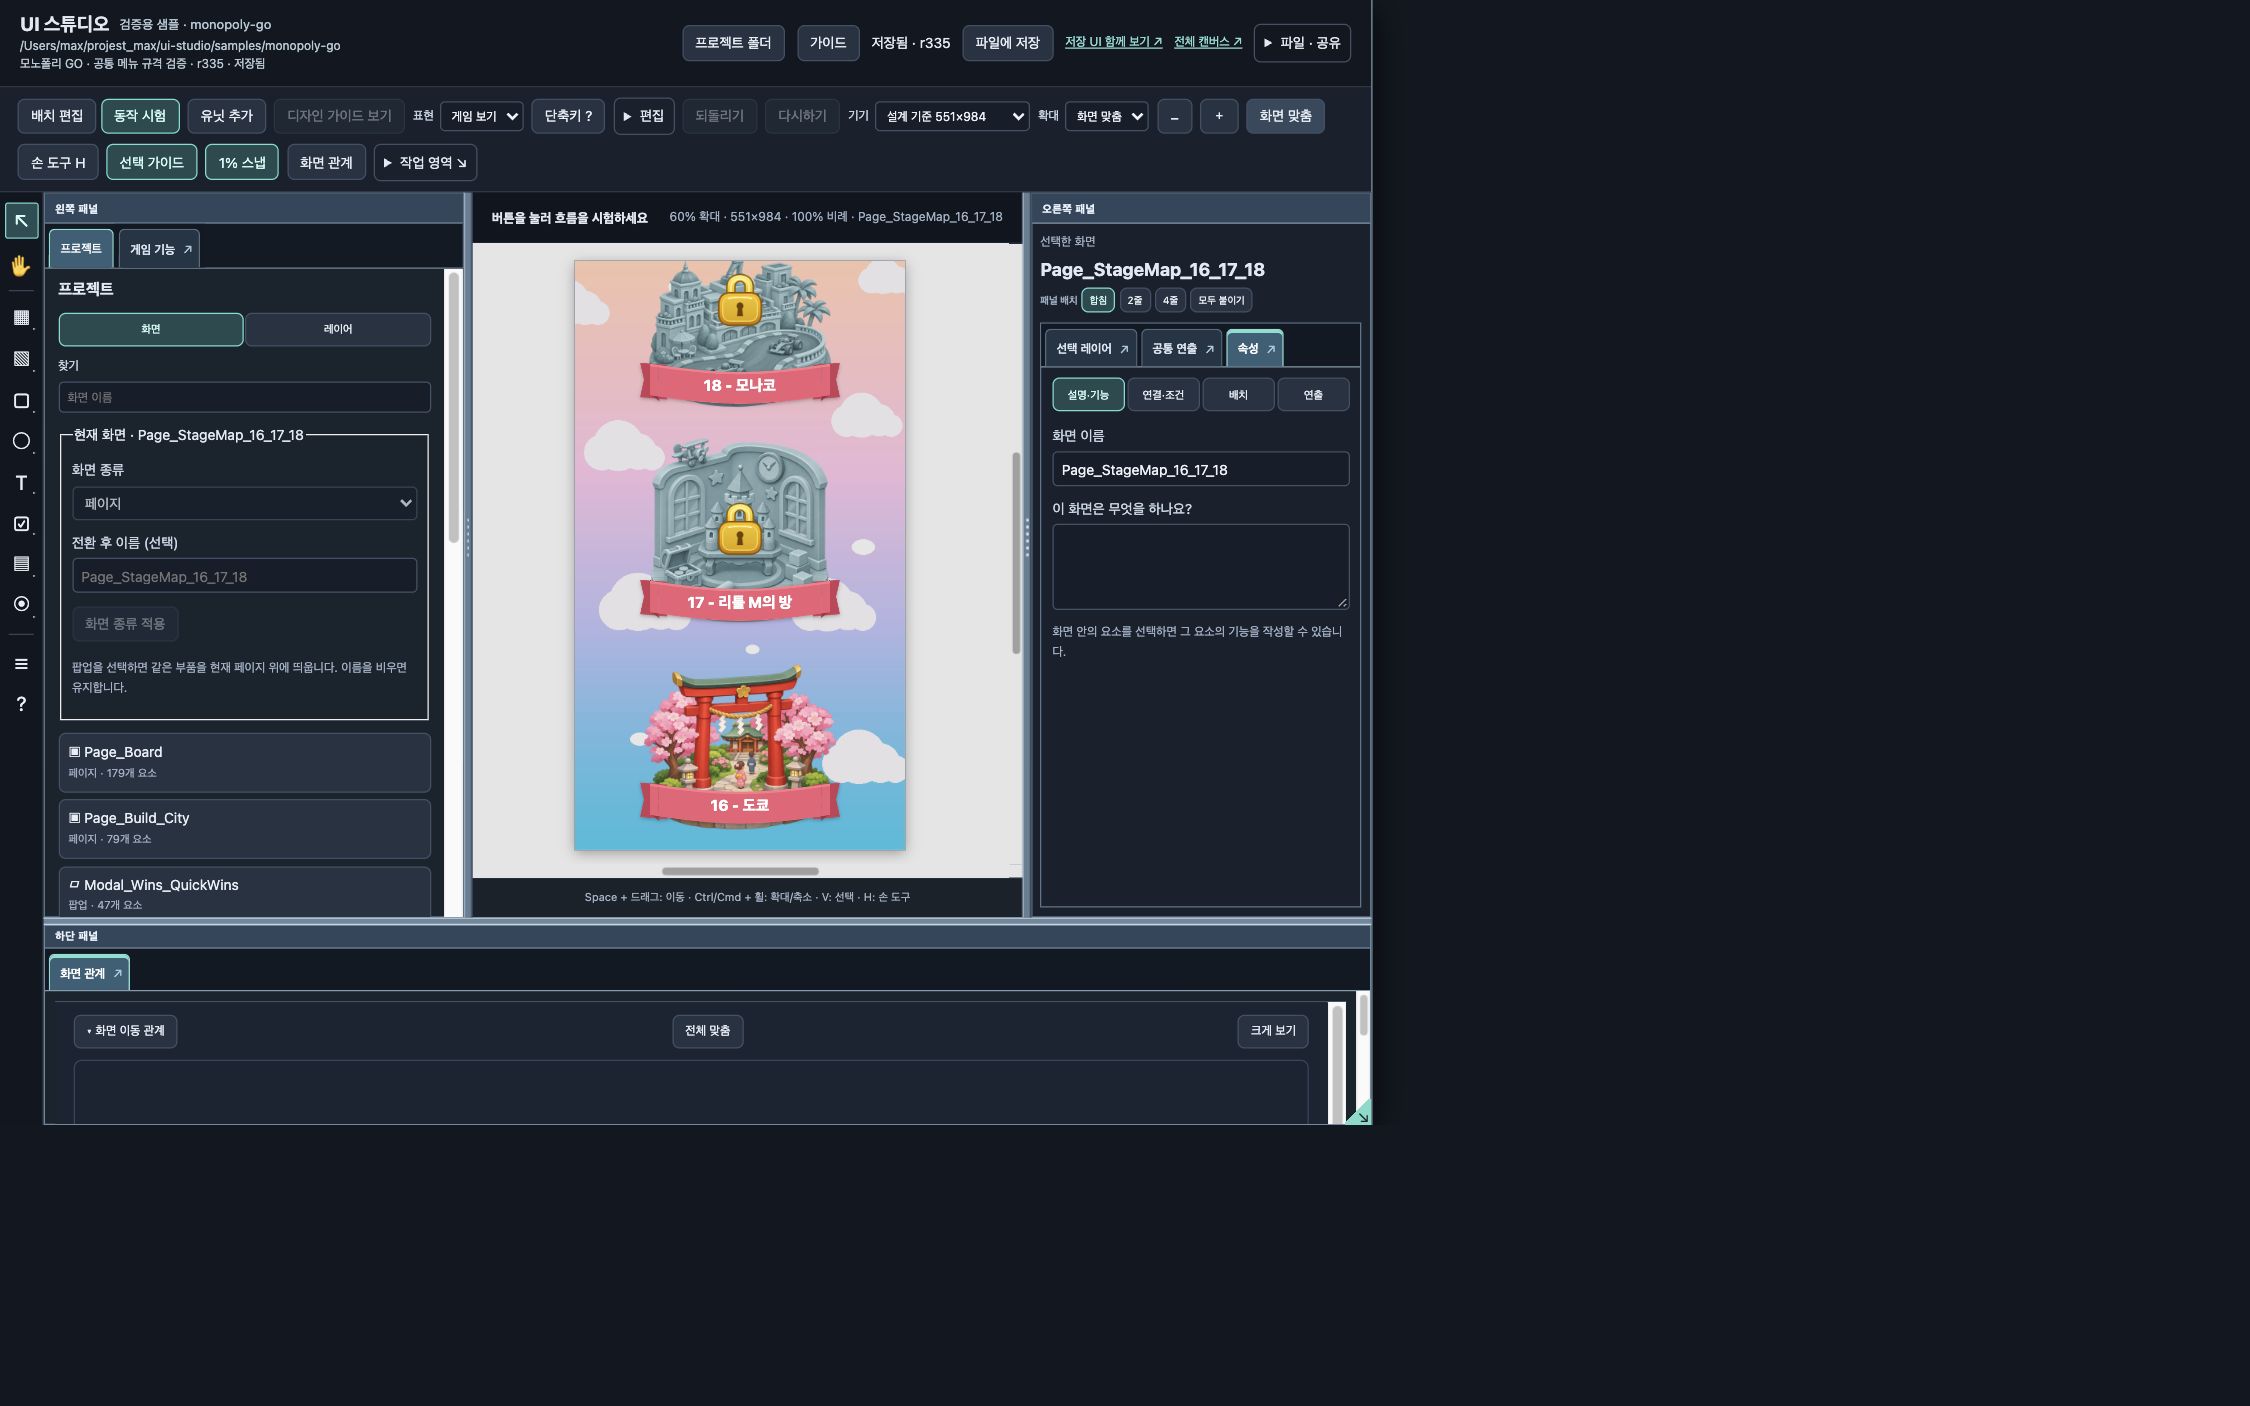 UI 스튜디오 검증용 샘플 · monopoly-go
/Users/max/projest_max/ui-studio/samples/monopoly-go
모노폴리 GO · 공통 메뉴 규격 검증 · r335 · 저장됨
프로젝트 폴더
가이드
저장됨 · r335
파일에 저장
저장 UI 함께 보기 ↗
전체 캔버스 ↗
▶ 파일 · 공유
배치 편집
동작 시험
유닛 추가
디자인 가이드 보기
표현
게임 보기
단축키 ?
▶ 편집
되돌리기
다시하기
기기
설계 기준 551×984
확대
화면 맞춤
−
+
화면 맞춤
손 도구 H
선택 가이드
1% 스냅
화면 관계
▶ 작업 영역 ↘
왼쪽 패널
프로젝트
게임 기능 ↗
프로젝트
화면
레이어
찾기
화면 이름
현재 화면 · Page_StageMap_16_17_18
화면 종류
페이지
전환 후 이름 (선택)
Page_StageMap_16_17_18
화면 종류 적용
팝업을 선택하면 같은 부품을 현재 페이지 위에 띄웁니다. 이름을 비우면
유지합니다.
▣ Page_Board
페이지 · 179개 요소
▣ Page_Build_City
페이지 · 79개 요소
▱ Modal_Wins_QuickWins
팝업 · 47개 요소
T
?
버튼을 눌러 흐름을 시험하세요
60% 확대 · 551×984 · 100% 비례 · Page_StageMap_16_17_18
18 - 모나코
17 - 리틀 M의 방
16 - 도쿄
Space + 드래그: 이동 · Ctrl/Cmd + 휠: 확대/축소 · V: 선택 · H: 손 도구
오른쪽 패널
선택한 화면
Page_StageMap_16_17_18
패널 배치
합침
2줄
4줄
모두 붙이기
선택 레이어 ↗
공통 연출 ↗
속성 ↗
설명·기능
연결·조건
배치
연출
화면 이름
Page_StageMap_16_17_18
이 화면은 무엇을 하나요?
화면 안의 요소를 선택하면 그 요소의 기능을 작성할 수 있습니
다.
하단 패널
화면 관계 ↗
▾ 화면 이동 관계
전체 맞춤
크게 보기